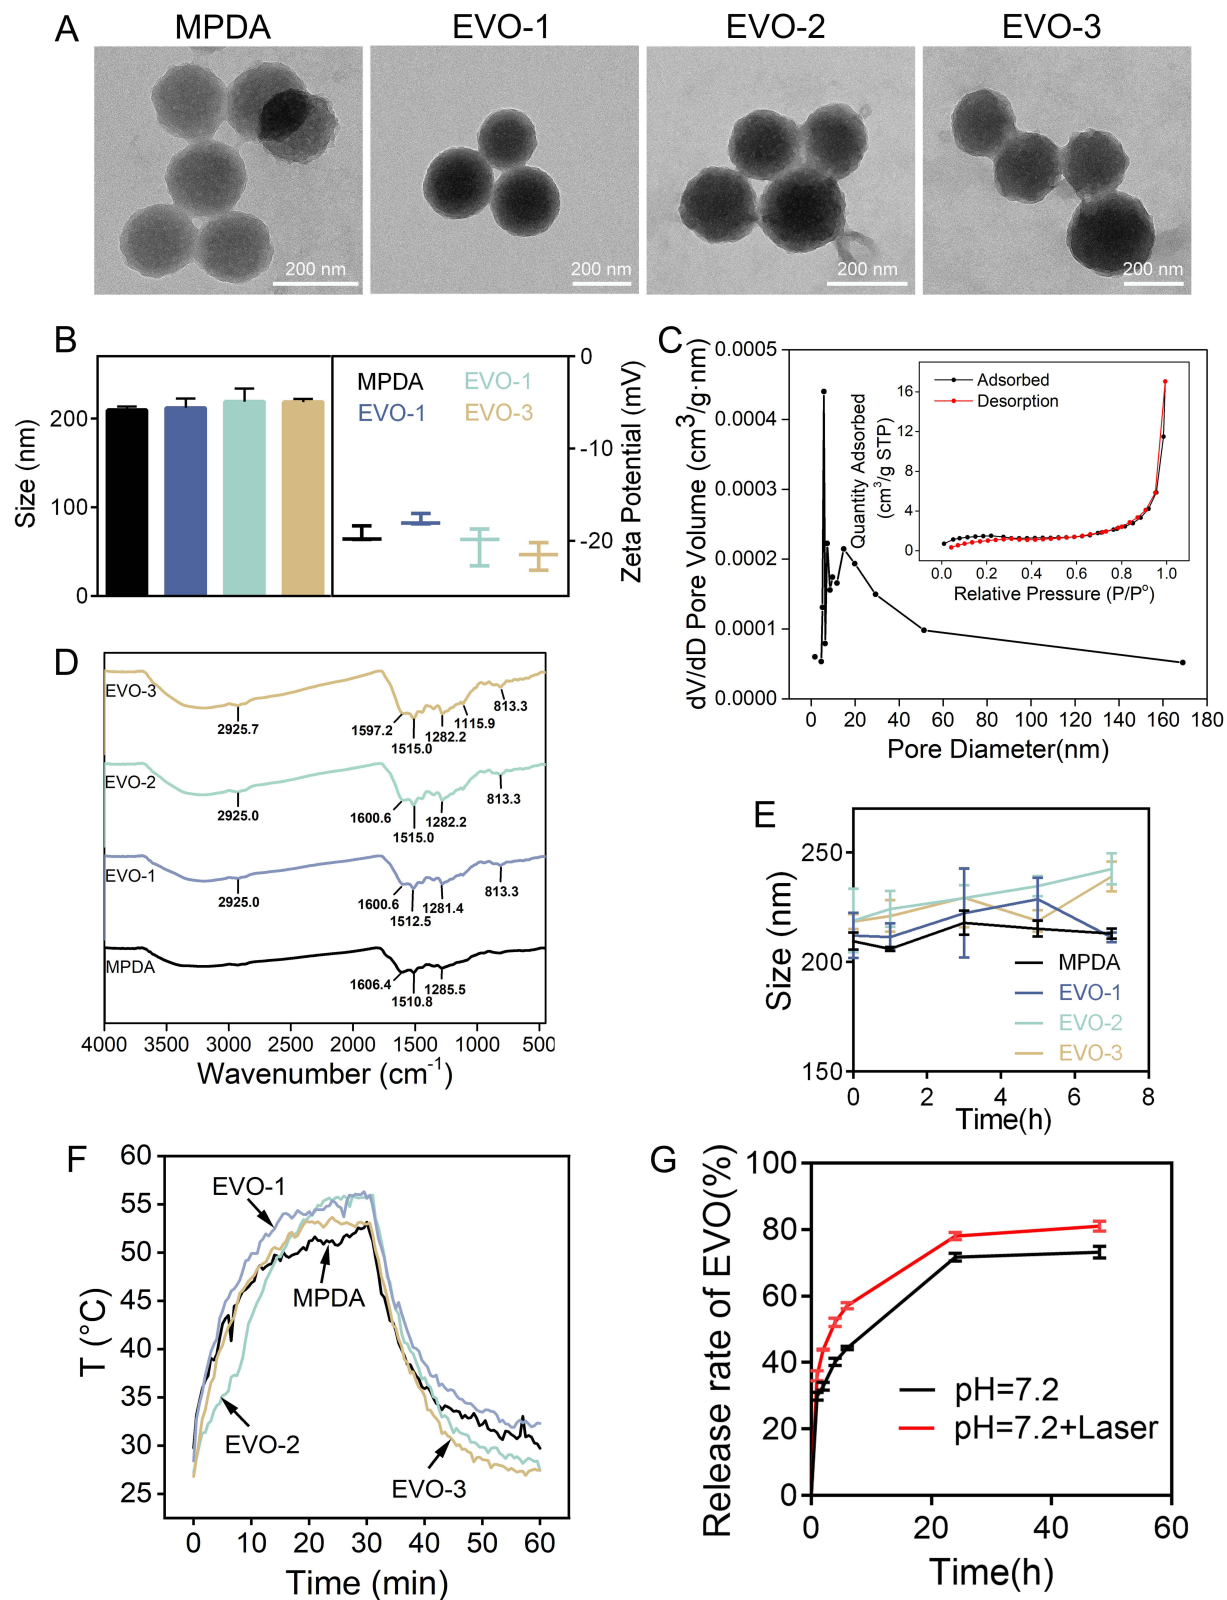 A
MPDA
EVO-1
EVO-2
EVO-3
200 nm
200 nm
200 nm
200 nm
B
Size (nm)
200
100
0
MPDA
EVO-1
EVO-1
EVO-3
0
-10
-20
Zeta Potential (mV)
C
dV/dD Pore Volume (cm³/g·nm)
0.0005
0.0004
0.0003
0.0002
0.0001
0.0000
0 20 40 60 80 100 120 140 160 180
Pore Diameter(nm)
Quantity Adsorbed
(cm³/g STP)
16
12
8
4
0
Adsorbed
Desorption
0.0 0.2 0.4 0.6 0.8 1.0
Relative Pressure (P/P⁰)
D
EVO-3
2925.7
1597.2
1515.0
1282.2
1115.9
813.3
EVO-2
2925.0
1600.6
1515.0
1282.2
813.3
EVO-1
2925.0
1600.6
1512.5
1281.4
813.3
MPDA
1606.4
1510.8
1285.5
4000 3500 3000 2500 2000 1500 1000 500
Wavenumber (cm⁻¹)
E
Size (nm)
250
200
150
MPDA
EVO-1
EVO-2
EVO-3
0 2 4 6 8
Time(h)
F
T (°C)
60
55
50
45
40
35
30
25
EVO-1
MPDA
EVO-2
EVO-3
0 10 20 30 40 50 60
Time (min)
G
Release rate of EVO(%)
100
80
60
40
20
0
pH=7.2
pH=7.2+Laser
0 20 40 60
Time(h)